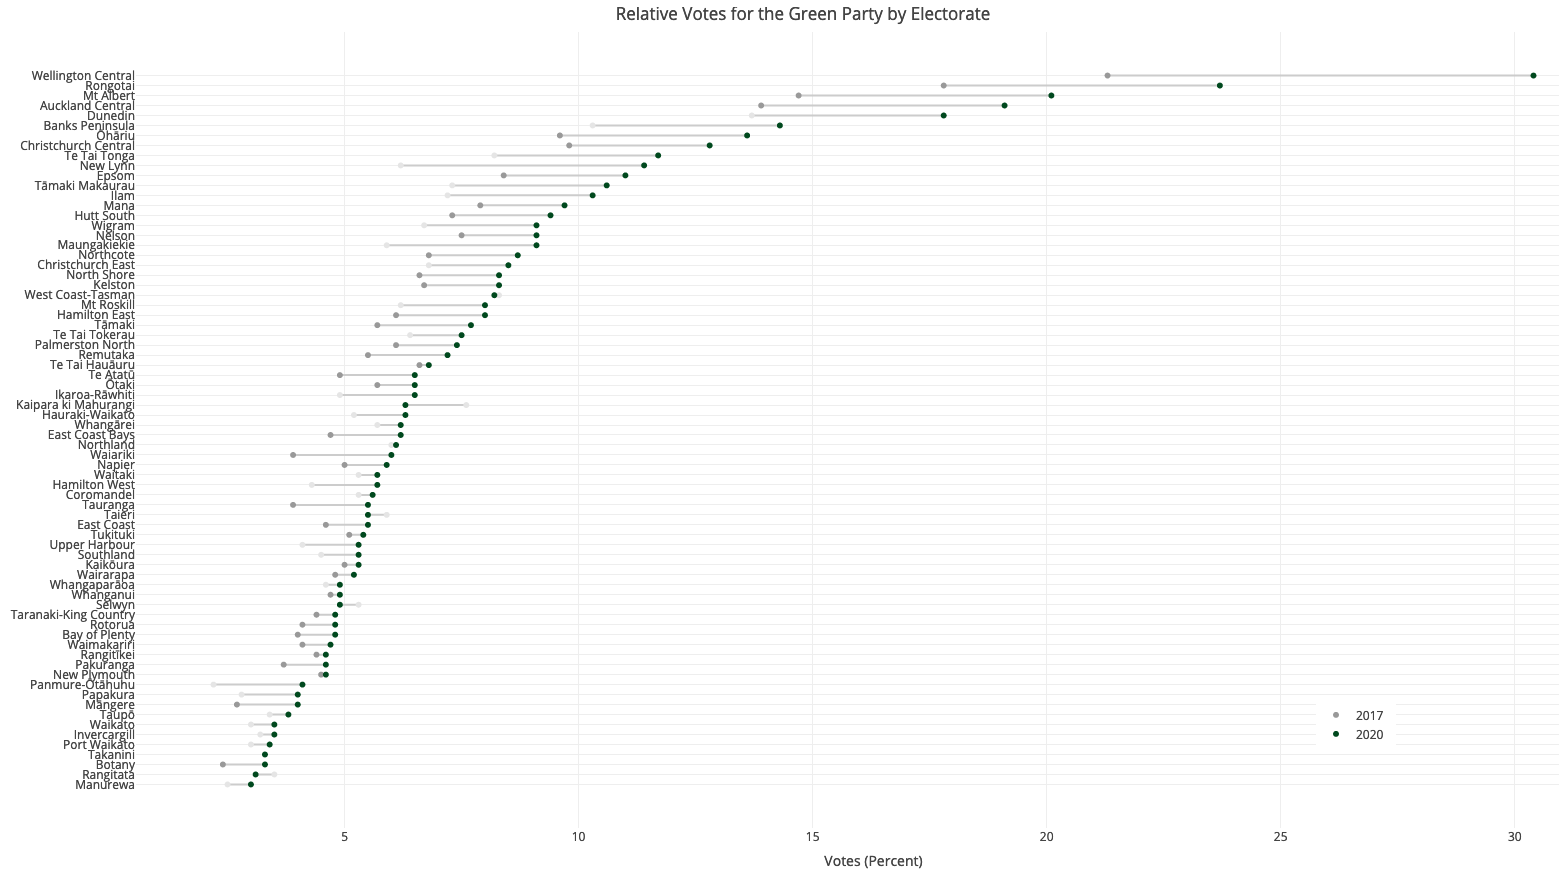 Relative Votes for the Green Party by Electorate
Wellington Central
Rongotai
Mt Albert
Auckland Central
Dunedin
Banks Peninsula
Ōhāriu
Christchurch Central
Te Tai Tonga
New Lynn
Epsom
Tāmaki Makaurau
Ilam
Mana
Hutt South
Wigram
Nelson
Maungakiekie
Northcote
Christchurch East
North Shore
Kelston
West Coast-Tasman
Mt Roskill
Hamilton East
Tāmaki
Te Tai Tokerau
Palmerston North
Remutaka
Te Tai Hauāuru
Te Atatū
Ōtaki
Ikaroa-Rāwhiti
Kaipara ki Mahurangi
Hauraki-Waikato
Whangārei
East Coast Bays
Northland
Waiariki
Napier
Waitaki
Hamilton West
Coromandel
Tauranga
Taieri
East Coast
Tukituki
Upper Harbour
Southland
Kaikōura
Wairarapa
Whangaparāoa
Whanganui
Selwyn
Taranaki-King Country
Rotorua
Bay of Plenty
Waimakariri
Rangitīkei
Pakuranga
New Plymouth
Panmure-Ōtāhuhu
Papakura
Māngere
Taupō
Waikato
Invercargill
Port Waikato
Takanini
Botany
Rangitata
Manurewa
2017
2020
5 10 15 20 25 30
Votes (Percent)